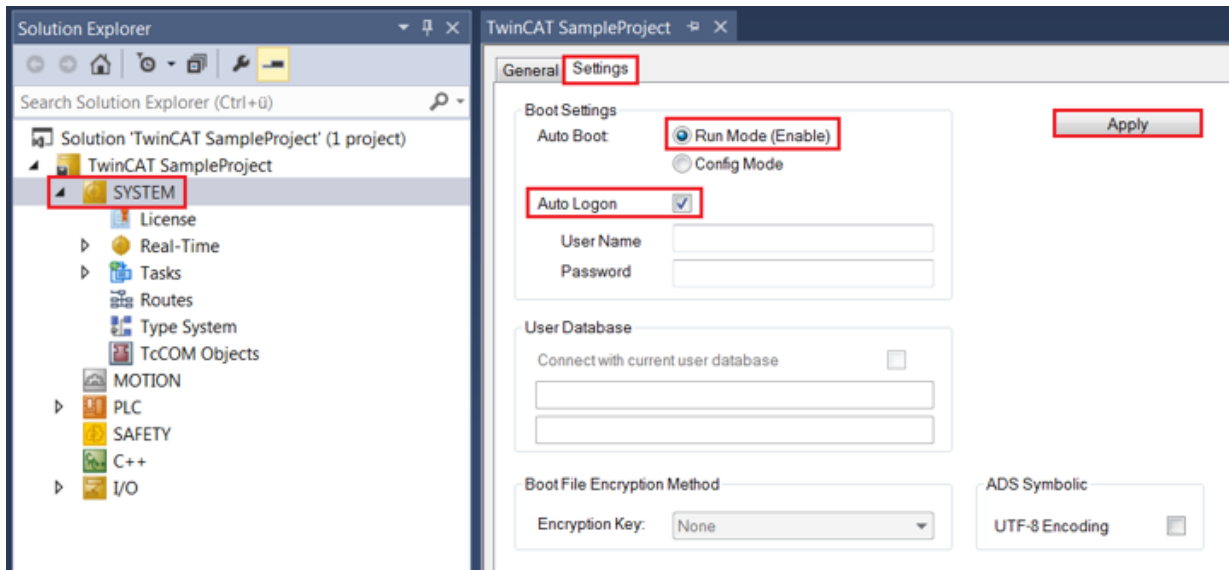 Solution Explorer
Search Solution Explorer (Ctrl+ü)
Solution 'TwinCAT SampleProject' (1 project)
TwinCAT SampleProject
SYSTEM
License
Real-Time
Tasks
Routes
Type System
TcCOM Objects
MOTION
PLC
SAFETY
C++
I/O
TwinCAT SampleProject
General Settings
Boot Settings
Auto Boot: Run Mode (Enable)
Config Mode
Apply
Auto Logon
User Name
Password
User Database
Connect with current user database
Boot File Encryption Method
Encryption Key: None
ADS Symbolic
UTF-8 Encoding